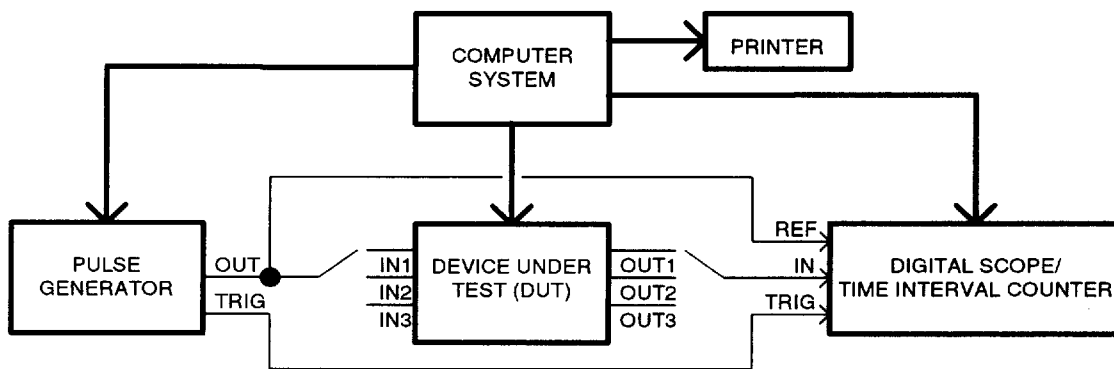 COMPUTER
SYSTEM
PRINTER
PULSE
GENERATOR
OUT
TRIG
IN1
IN2
IN3
DEVICE UNDER
TEST (DUT)
OUT1
OUT2
OUT3
REF
IN
TRIG
DIGITAL SCOPE/
TIME INTERVAL COUNTER